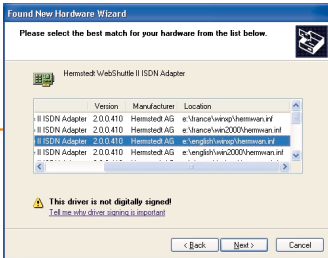 Found New Hardware Wizard
Please select the best match for your hardware from the list below.
Hermstedt WebShuttle II ISDN Adapter
Version Manufacturer Location
II ISDN Adapter 2.0.0.410 Hermstedt AG e:\france\winxp\hermwan.inf
II ISDN Adapter 2.0.0.410 Hermstedt AG e:\france\win2000\hermwan.inf
II ISDN Adapter 2.0.0.410 Hermstedt AG e:\english\winxp\hermwan.inf
II ISDN Adapter 2.0.0.410 Hermstedt AG e:\english\win2000\hermwan.inf
This driver is not digitally signed!
Tell me why driver signing is important
< Back Next > Cancel